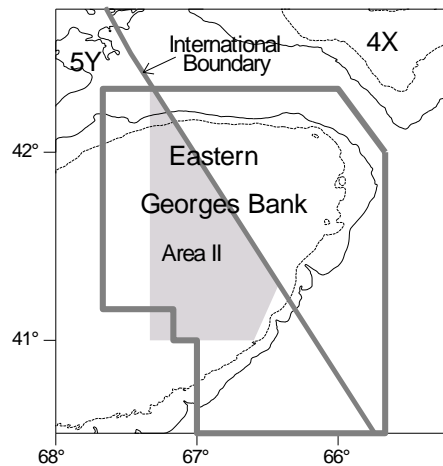 5Y
International
Boundary
4X
42°
Eastern
Georges Bank
Area II
41°
68°
67°
66°